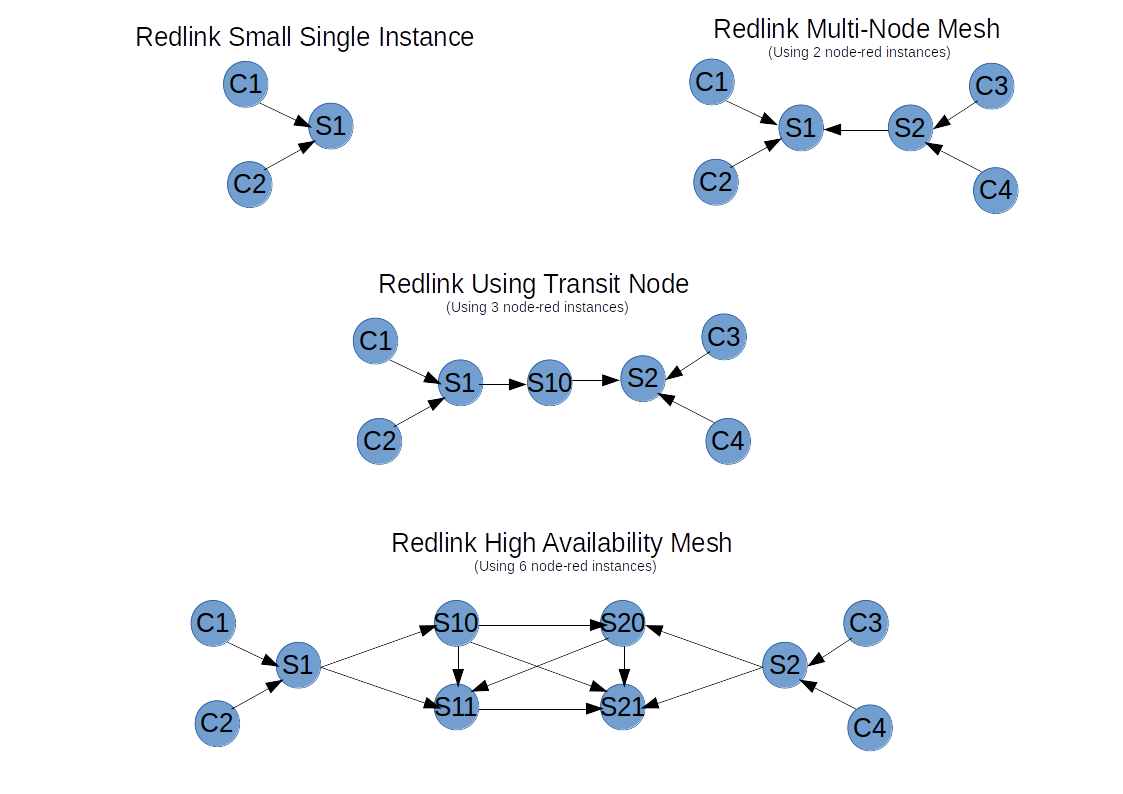 Redlink Small Single Instance
C1
S1
C2
Redlink Multi-Node Mesh
(Using 2 node-red instances)
C1
C3
S1
S2
C2
C4
Redlink Using Transit Node
(Using 3 node-red instances)
C1
C3
S1
S10
S2
C2
C4
Redlink High Availability Mesh
(Using 6 node-red instances)
C1
S10
S20
C3
S1
S2
C2
S11
S21
C4